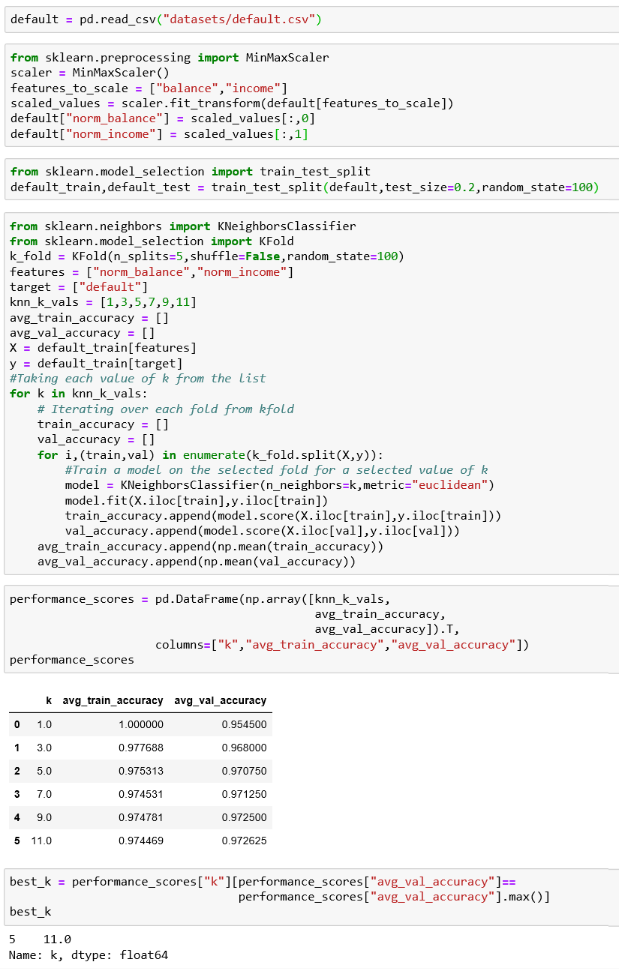 default = pd.read_csv("datasets/default.csv")
from sklearn.preprocessing import MinMaxScaler
scaler = MinMaxScaler()
features_to_scale = ["balance","income"]
scaled_values = scaler.fit_transform(default[features_to_scale])
default["norm_balance"] = scaled_values[:,0]
default["norm_income"] = scaled_values[:,1]
from sklearn.model_selection import train_test_split
default_train,default_test = train_test_split(default,test_size=0.2,random_state=100)
from sklearn.neighbors import KNeighborsClassifier
from sklearn.model_selection import KFold
k_fold = KFold(n_splits=5,shuffle=False,random_state=100)
features = ["norm_balance","norm_income"]
target = ["default"]
knn_k_vals = [1,3,5,7,9,11]
avg_train_accuracy = []
avg_val_accuracy = []
X = default_train[features]
y = default_train[target]
#Taking each value of k from the list
for k in knn_k_vals:
    # Iterating over each fold from kfold
    train_accuracy = []
    val_accuracy = []
    for i,(train,val) in enumerate(k_fold.split(X,y)):
        #Train a model on the selected fold for a selected value of k
        model = KNeighborsClassifier(n_neighbors=k,metric="euclidean")
        model.fit(X.iloc[train],y.iloc[train])
        train_accuracy.append(model.score(X.iloc[train],y.iloc[train]))
        val_accuracy.append(model.score(X.iloc[val],y.iloc[val]))
    avg_train_accuracy.append(np.mean(train_accuracy))
    avg_val_accuracy.append(np.mean(val_accuracy))
performance_scores = pd.DataFrame(np.array([knn_k_vals,
                                            avg_train_accuracy,
                                            avg_val_accuracy]).T,
                     columns=["k","avg_train_accuracy","avg_val_accuracy"])
performance_scores
k avg_train_accuracy avg_val_accuracy
0 1.0 1.000000 0.954500
1 3.0 0.977688 0.968000
2 5.0 0.975313 0.970750
3 7.0 0.974531 0.971250
4 9.0 0.974781 0.972500
5 11.0 0.974469 0.972625
best_k = performance_scores["k"][performance_scores["avg_val_accuracy"]==
                                 performance_scores["avg_val_accuracy"].max()]
best_k
5    11.0
Name: k, dtype: float64